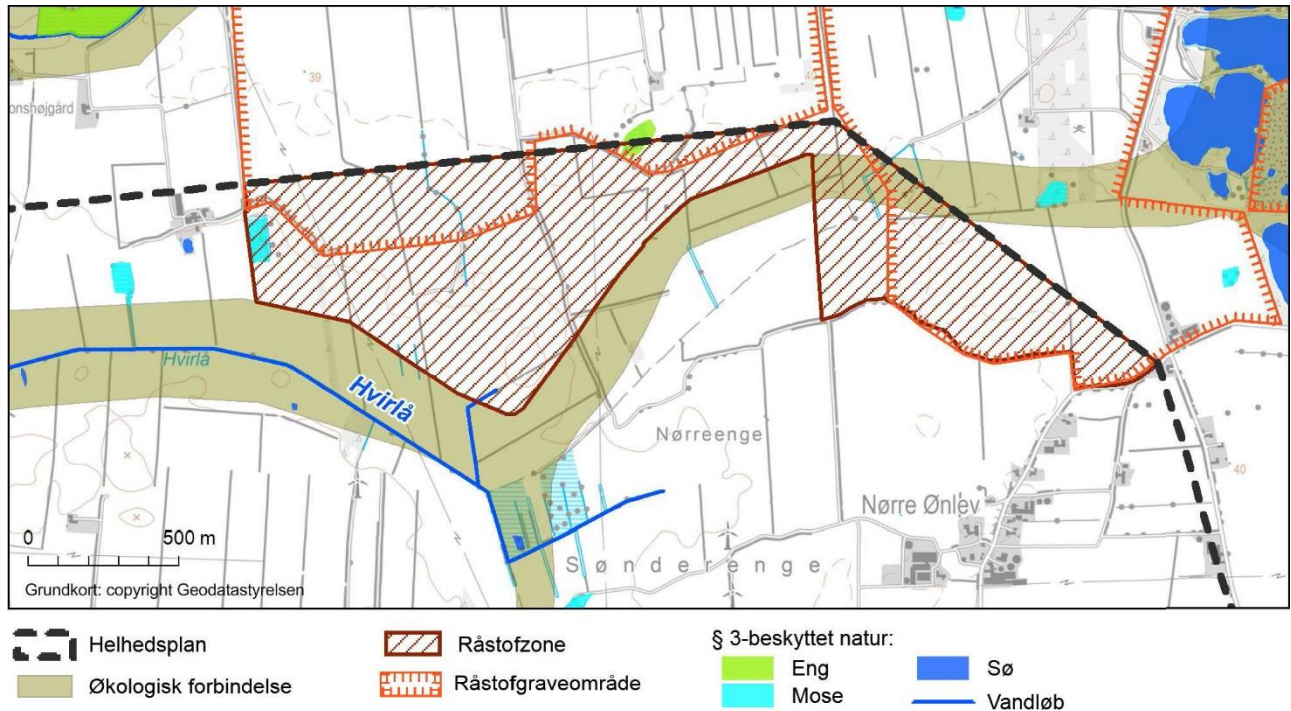 39
40
onshøjgård
Hvirlå
Hvirlå
Nørreenge
40
Nørre Ønlev
Sønderenge
0 500 m
Grundkort: copyright Geodatastyrelsen
Helhedsplan
Økologisk forbindelse
Råstofzone
Råstofgraveområde
§ 3-beskyttet natur:
Eng
Mose
Sø
Vandløb